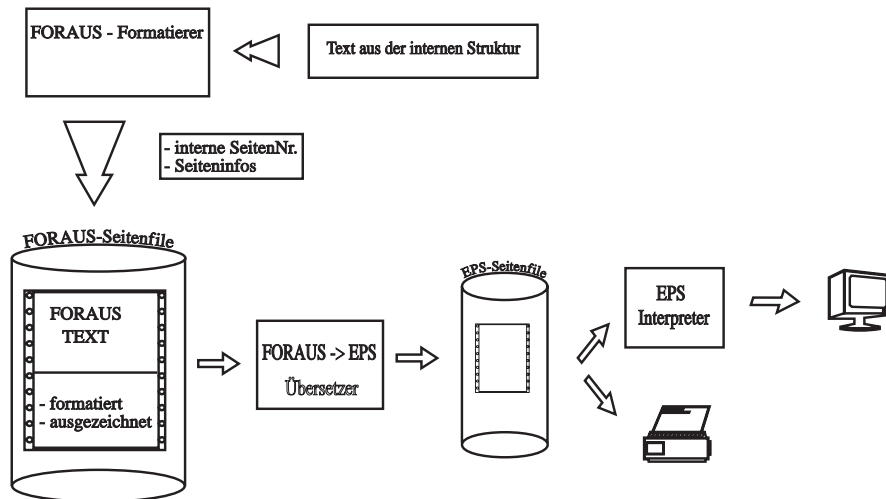 FORAUS - Formatierer
Text aus der internen Struktur
- interne SeitenNr.
- Seiteninfos
FORAUS-Seitenfile
FORAUS
TEXT
- formatiert
- ausgezeichnet
FORAUS -> EPS
Übersetzer
EPS-Seitenfile
EPS
Interpreter